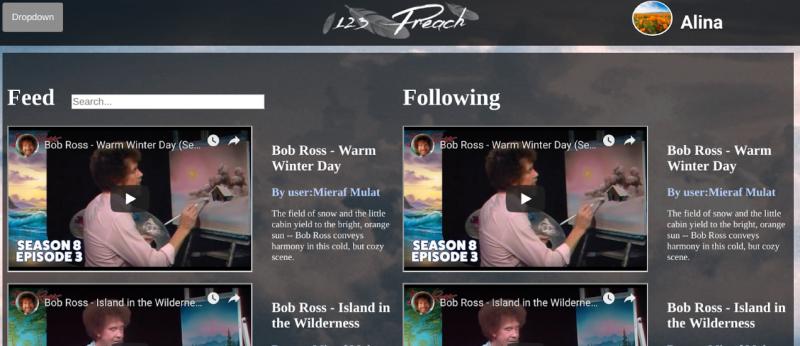 Dropdown
123 Preach
Alina
Feed
Search...
Bob Ross - Warm Winter Day (Se...
SEASON 8
EPISODE 3
Bob Ross - Warm
Winter Day
By user:Mieraf Mulat
The field of snow and the little
cabin yield to the bright, orange
sun -- Bob Ross conveys
harmony in this cold, but cozy
scene.
Bob Ross - Island in the Wilderne...
Bob Ross - Island in
the Wilderness
Following
Bob Ross - Warm Winter Day (Se...
SEASON 8
EPISODE 3
Bob Ross - Warm
Winter Day
By user:Mieraf Mulat
The field of snow and the little
cabin yield to the bright, orange
sun -- Bob Ross conveys
harmony in this cold, but cozy
scene.
Bob Ross - Island in the Wilderne...
Bob Ross - Island in
the Wilderness